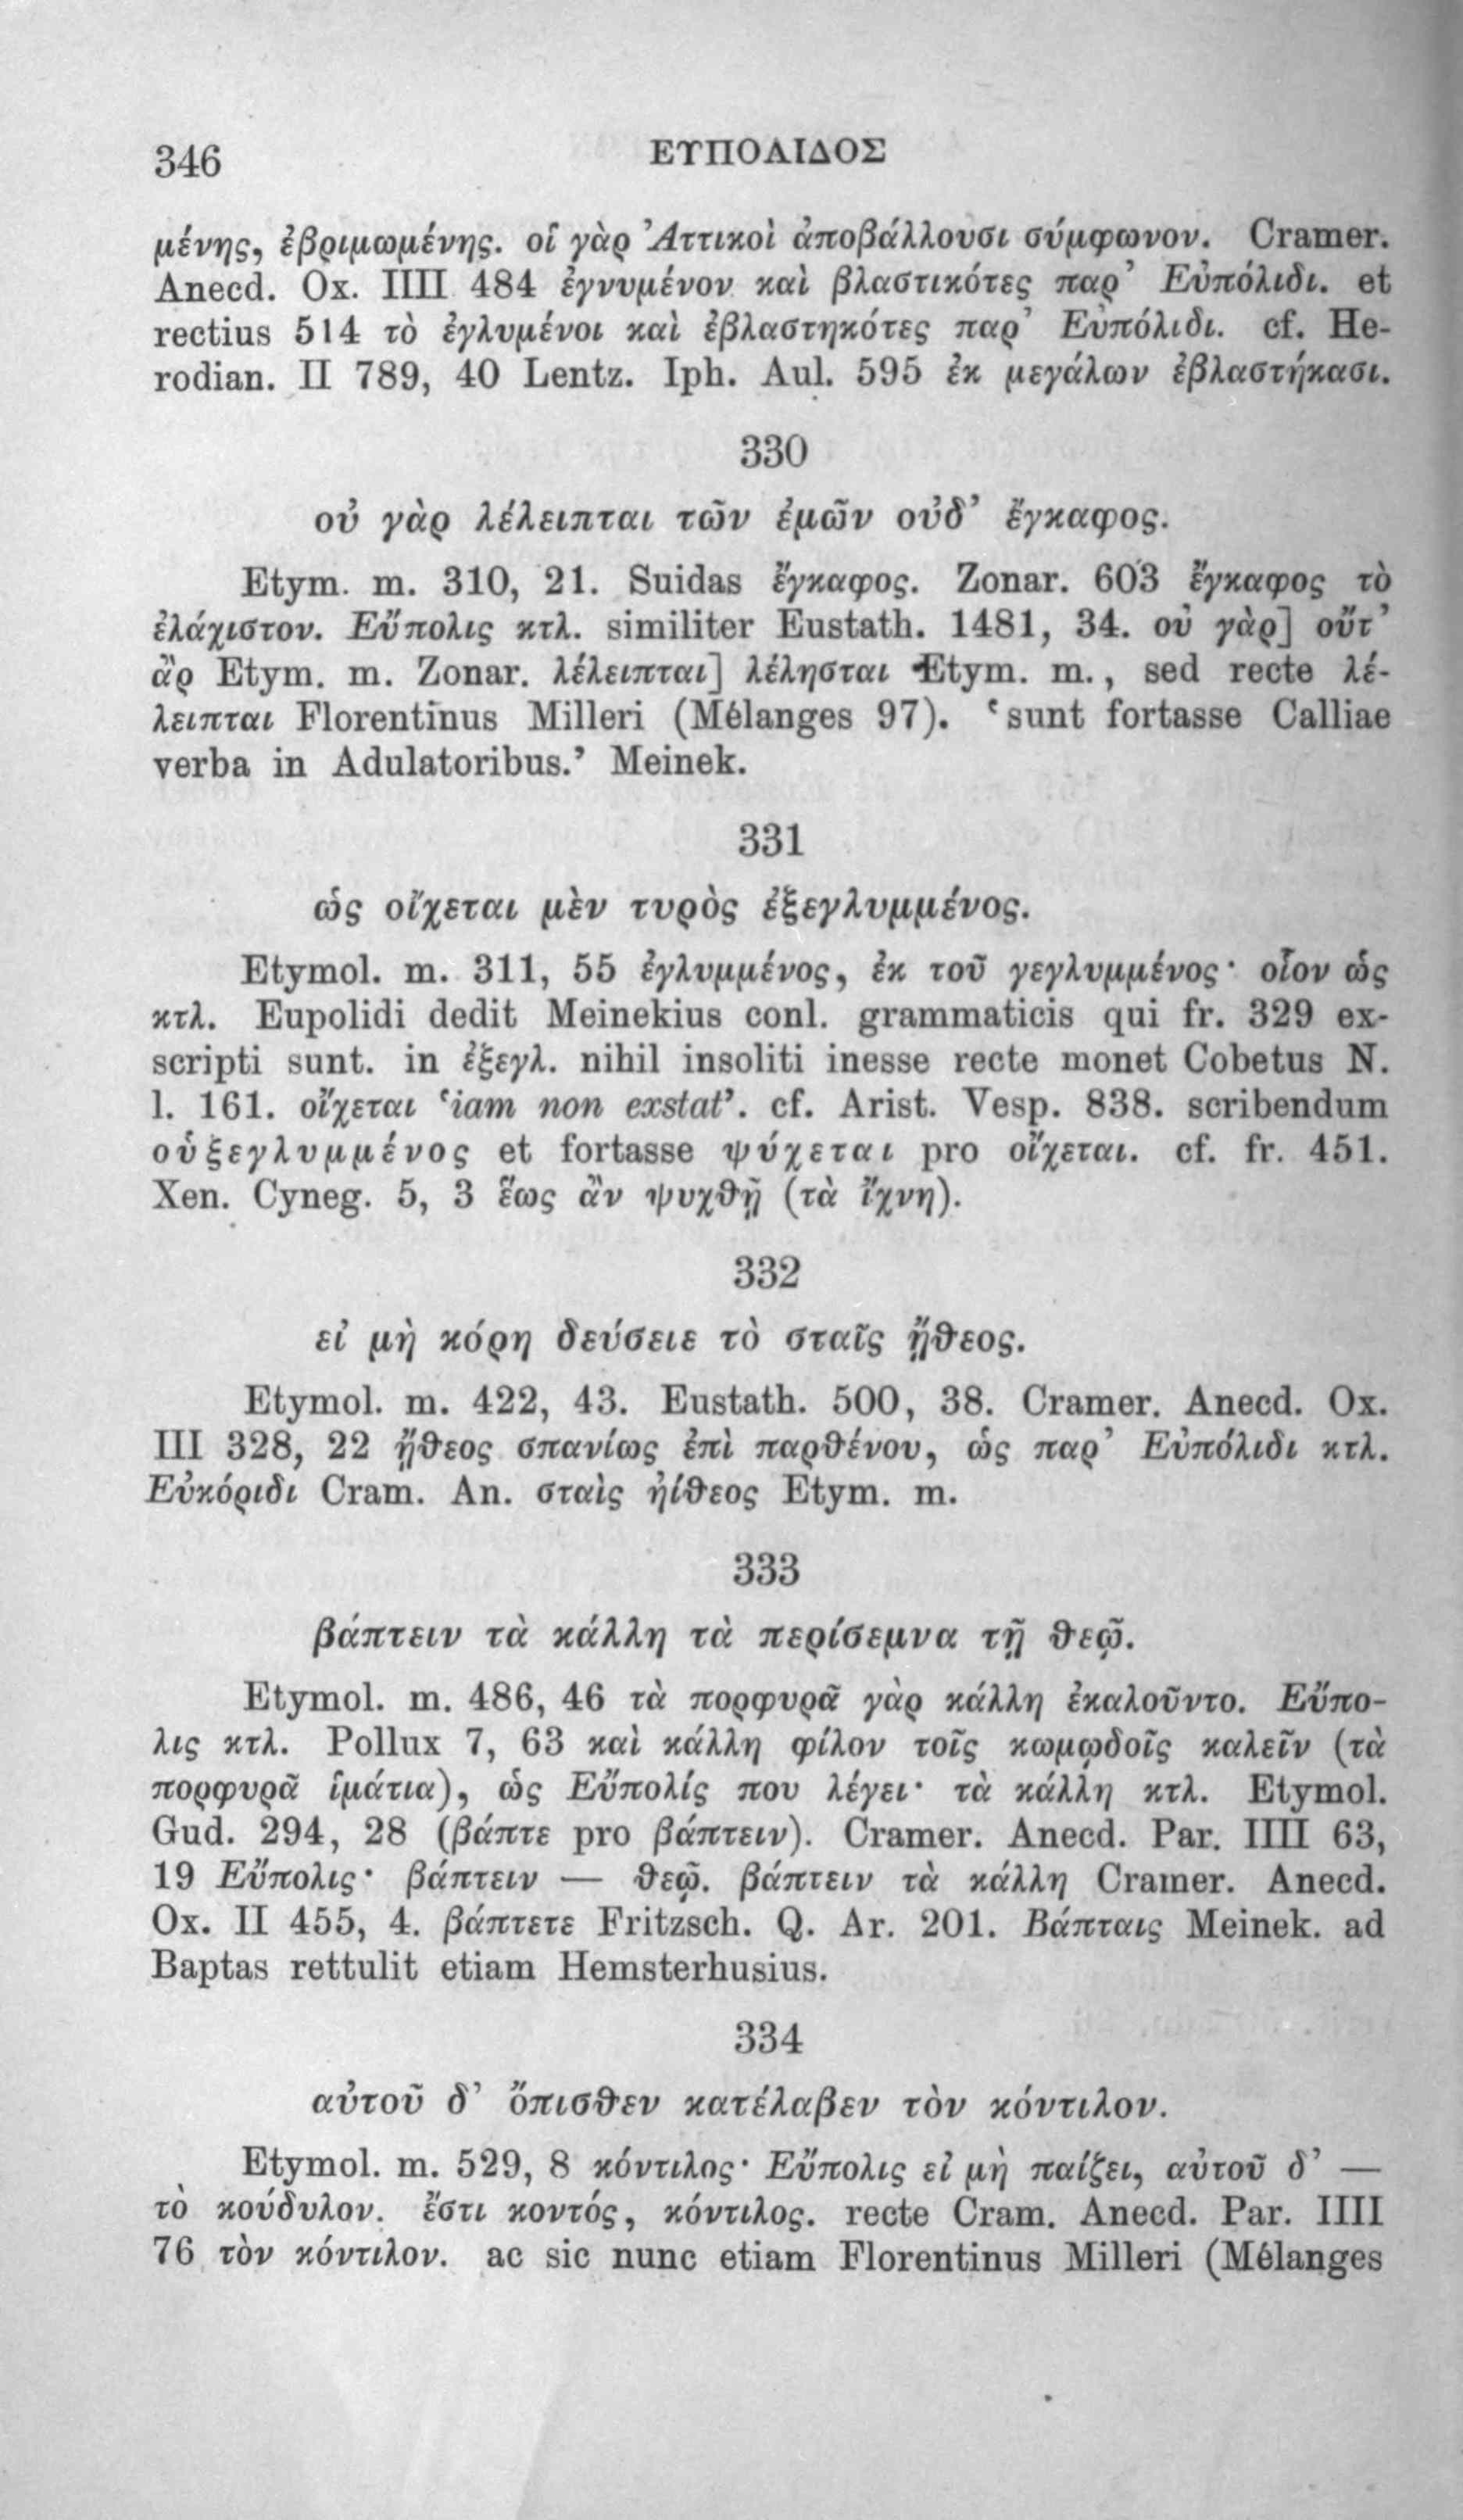 346
ΕΥΠΟΛΙΔΟΣ
μένης, ἐβριμωμένης. οἱ γὰρ Ἀττικοὶ ἀποβάλλουσι σύμφωνον. Cramer.
Anecd. Ox. IIII 484 ἐγνυμένον καὶ βλαστικότες παρ’ Εὐπόλιδι. et
rectius 514 τὸ ἐγλυμένοι καὶ ἐβλαστηκότες παρ’ Εὐπόλιδι. cf. He-
rodian. II 789, 40 Lentz. Iph. Aul. 595 ἐκ μεγάλων ἐβλαστήκασι.
330
οὐ γὰρ λέλειπται τῶν ἐμῶν οὐδ’ ἔγκαφος.
Etym. m. 310, 21. Suidas ἔγκαφος. Zonar. 603 ἔγκαφος τὸ
ἐλάχιστον. Εὔπολις κτλ. similiter Eustath. 1481, 34. οὐ γὰρ] οὔτ’
ἂρ Etym. m. Zonar. λέλειπται] λέλησται Etym. m., sed recte λέ-
λειπται Florentinus Milleri (Mélanges 97). ‘sunt fortasse Calliae
verba in Adulatoribus.’ Meinek.
331
ὡς οἴχεται μὲν τυρὸς ἐξεγλυμμένος.
Etymol. m. 311, 55 ἐγλυμμένος, ἐκ τοῦ γεγλυμμένος· οἷον ὡς
κτλ. Eupolidi dedit Meinekius conl. grammaticis qui fr. 329 ex-
scripti sunt. in ἐξεγλ. nihil insoliti inesse recte monet Cobetus N.
l. 161. οἴχεται ‘iam non exstat’. cf. Arist. Vesp. 838. scribendum
οὑξεγλυμμένος et fortasse ψύχεται pro οἴχεται. cf. fr. 451.
Xen. Cyneg. 5, 3 ἕως ἂν ψυχθῇ (τὰ ἴχνη).
332
εἰ μὴ κόρη δεύσειε τὸ σταῖς ᾔθεος.
Etymol. m. 422, 43. Eustath. 500, 38. Cramer. Anecd. Ox.
III 328, 22 ᾔθεος σπανίως ἐπὶ παρθένου, ὡς παρ’ Εὐπόλιδι κτλ.
Εὐκόριδι Cram. An. σταὶς ἠίθεος Etym. m.
333
βάπτειν τὰ κάλλη τὰ περίσεμνα τῇ θεῷ.
Etymol. m. 486, 46 τὰ πορφυρᾶ γὰρ κάλλη ἐκαλοῦντο. Εὔπο-
λις κτλ. Pollux 7, 63 καὶ κάλλη φίλον τοῖς κωμῳδοῖς καλεῖν (τὰ
πορφυρᾶ ἱμάτια), ὡς Εὔπολίς που λέγει· τὰ κάλλη κτλ. Etymol.
Gud. 294, 28 (βάπτε pro βάπτειν). Cramer. Anecd. Par. IIII 63,
19 Εὔπολις· βάπτειν — θεῷ. βάπτειν τὰ κάλλη Cramer. Anecd.
Ox. II 455, 4. βάπτετε Fritzsch. Q. Ar. 201. Βάπταις Meinek. ad
Baptas rettulit etiam Hemsterhusius.
334
αὐτοῦ δ’ ὄπισθεν κατέλαβεν τὸν κόντιλον.
Etymol. m. 529, 8 κόντιλος· Εὔπολις εἰ μὴ παίζει, αὐτοῦ δ’ —
τὸ κούδυλον. ἔστι κοντός, κόντιλος. recte Cram. Anecd. Par. IIII
76 τὸν κόντιλον. ac sic nunc etiam Florentinus Milleri (Mélanges